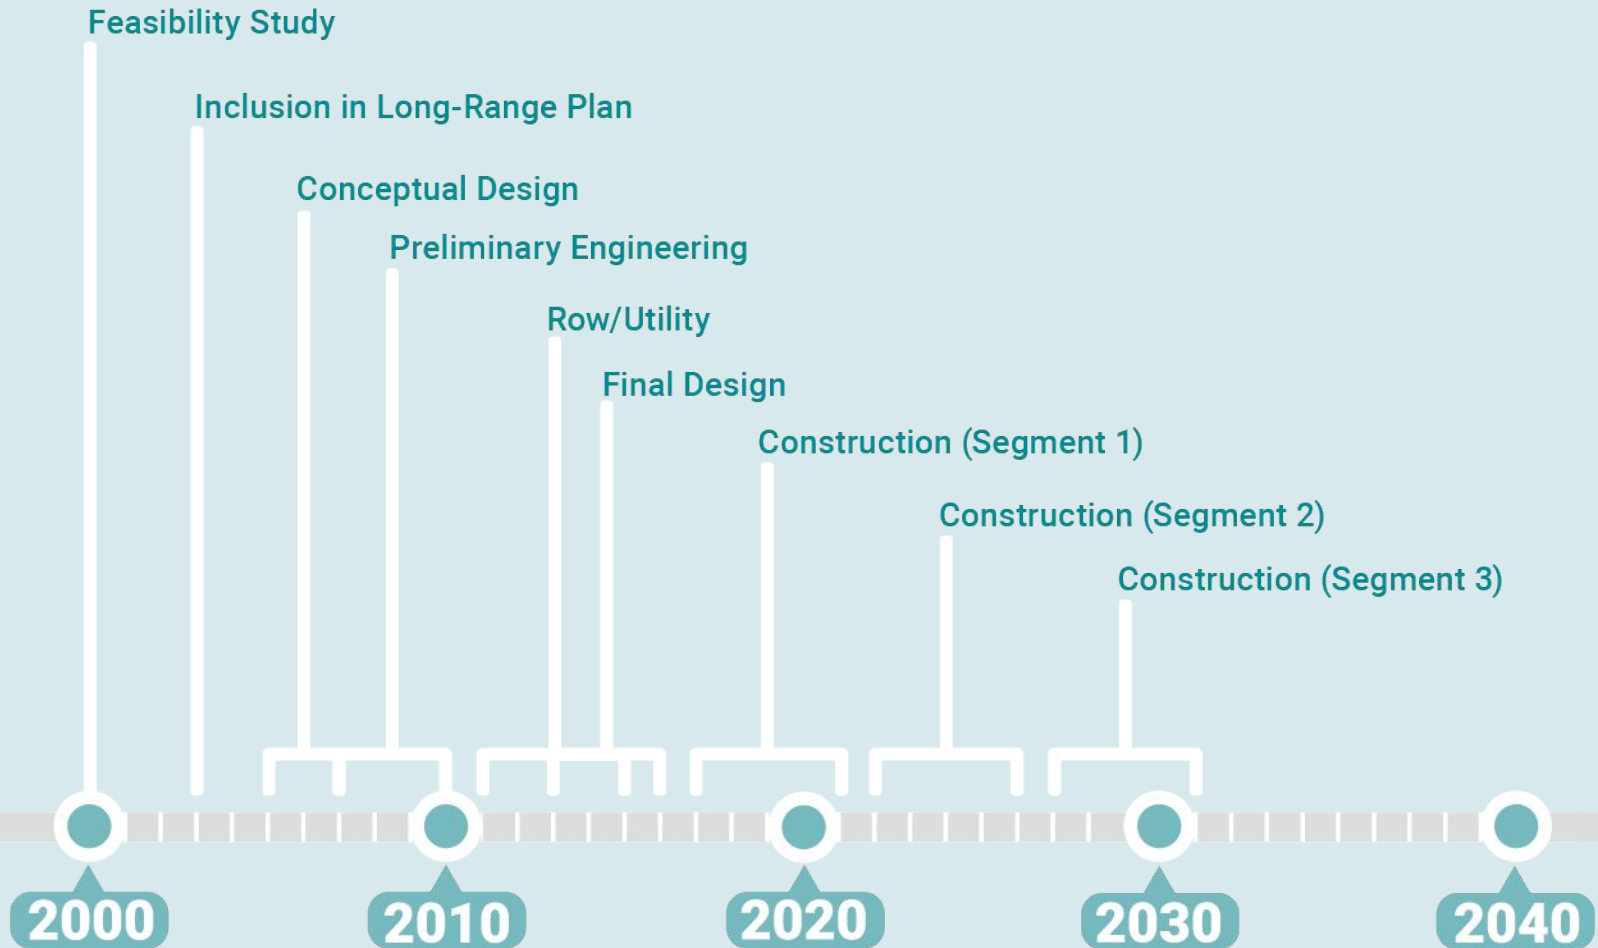 Feasibility Study
Inclusion in Long-Range Plan
Conceptual Design
Preliminary Engineering
Row/Utility
Final Design
Construction (Segment 1)
Construction (Segment 2)
Construction (Segment 3)
2000
2010
2020
2030
2040